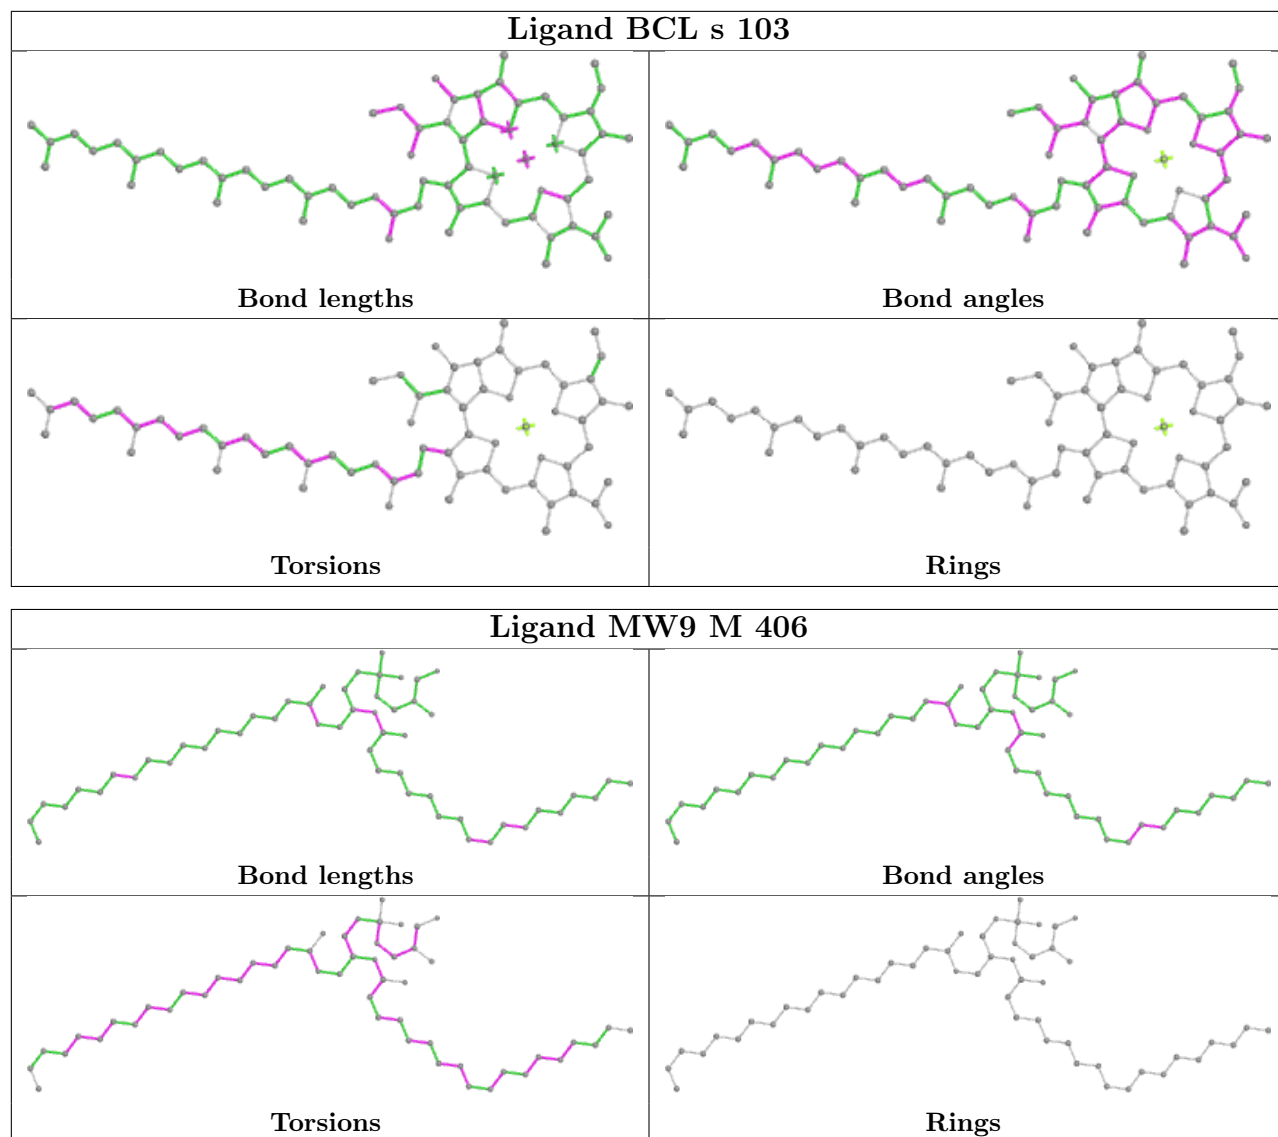 Ligand BCL s 103
Bond lengths
Bond angles
Torsions
Rings
Ligand MW9 M 406
Bond lengths
Bond angles
Torsions
Rings